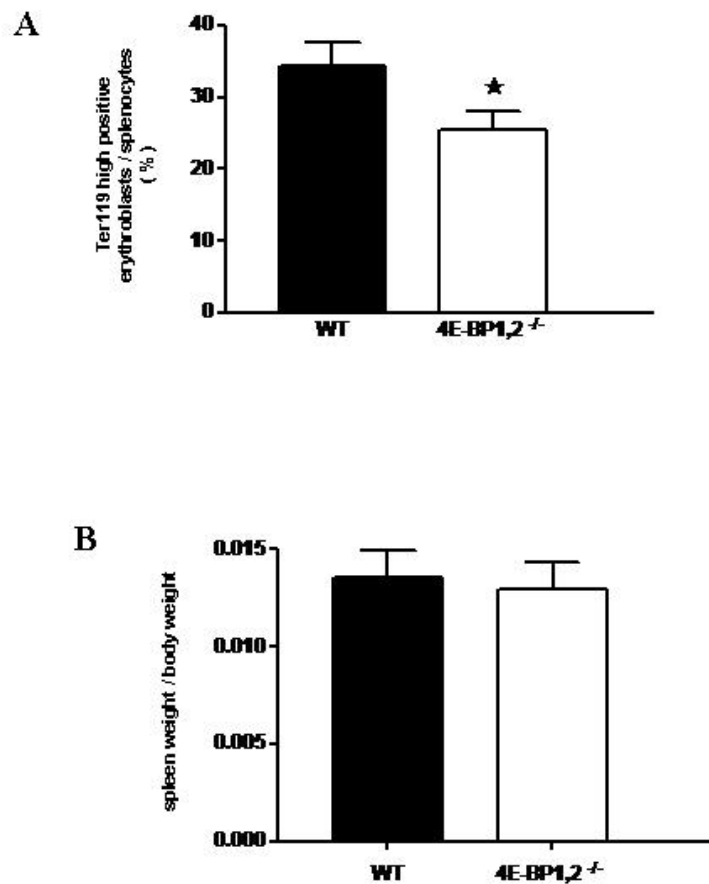 A
Ter119 high positive
erythroblasts / splenocytes
( % )
40
30
20
10
0
WT
4E-BP1,2 -/-
B
spleen weight / body weight
0.015
0.010
0.005
0.000
WT
4E-BP1,2 -/-